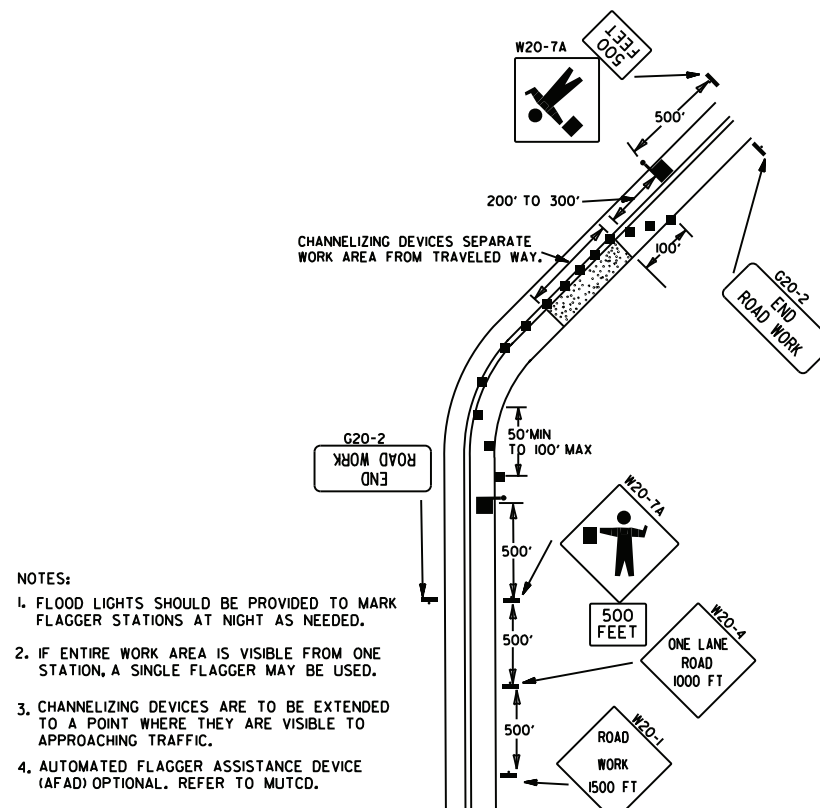 W20-7A
500
FEET
500'
200' TO 300'
CHANNELIZING DEVICES SEPARATE
WORK AREA FROM TRAVELED WAY.
100'
G20-2
END
ROAD WORK
G20-2
END
ROAD WORK
50'MIN
TO 100' MAX
W20-7A
500'
500
FEET
500'
W20-4
ONE LANE
ROAD
1000 FT
500'
W20-1
ROAD
WORK
1500 FT
NOTES:
1. FLOOD LIGHTS SHOULD BE PROVIDED TO MARK
FLAGGER STATIONS AT NIGHT AS NEEDED.
2. IF ENTIRE WORK AREA IS VISIBLE FROM ONE
STATION, A SINGLE FLAGGER MAY BE USED.
3. CHANNELIZING DEVICES ARE TO BE EXTENDED
TO A POINT WHERE THEY ARE VISIBLE TO
APPROACHING TRAFFIC.
4. AUTOMATED FLAGGER ASSISTANCE DEVICE
(AFAD) OPTIONAL. REFER TO MUTCD.